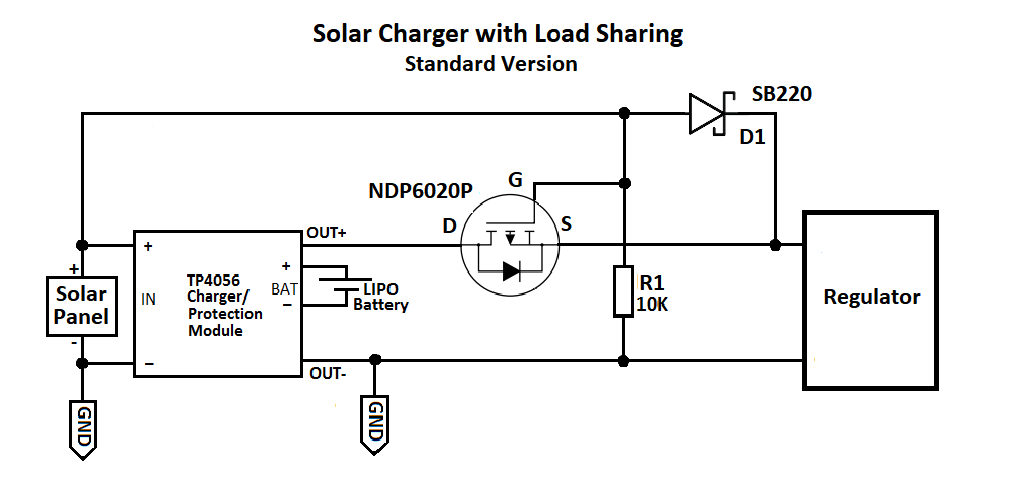 Solar Charger with Load Sharing
Standard Version
SB220
D1
NDP6020P
G
D
S
OUT+
+
+
+
TP4056
Charger/
Protection
Module
IN
BAT
−
LIPO
Battery
Solar
Panel
-
R1
10K
Regulator
−
OUT-
GND
GND